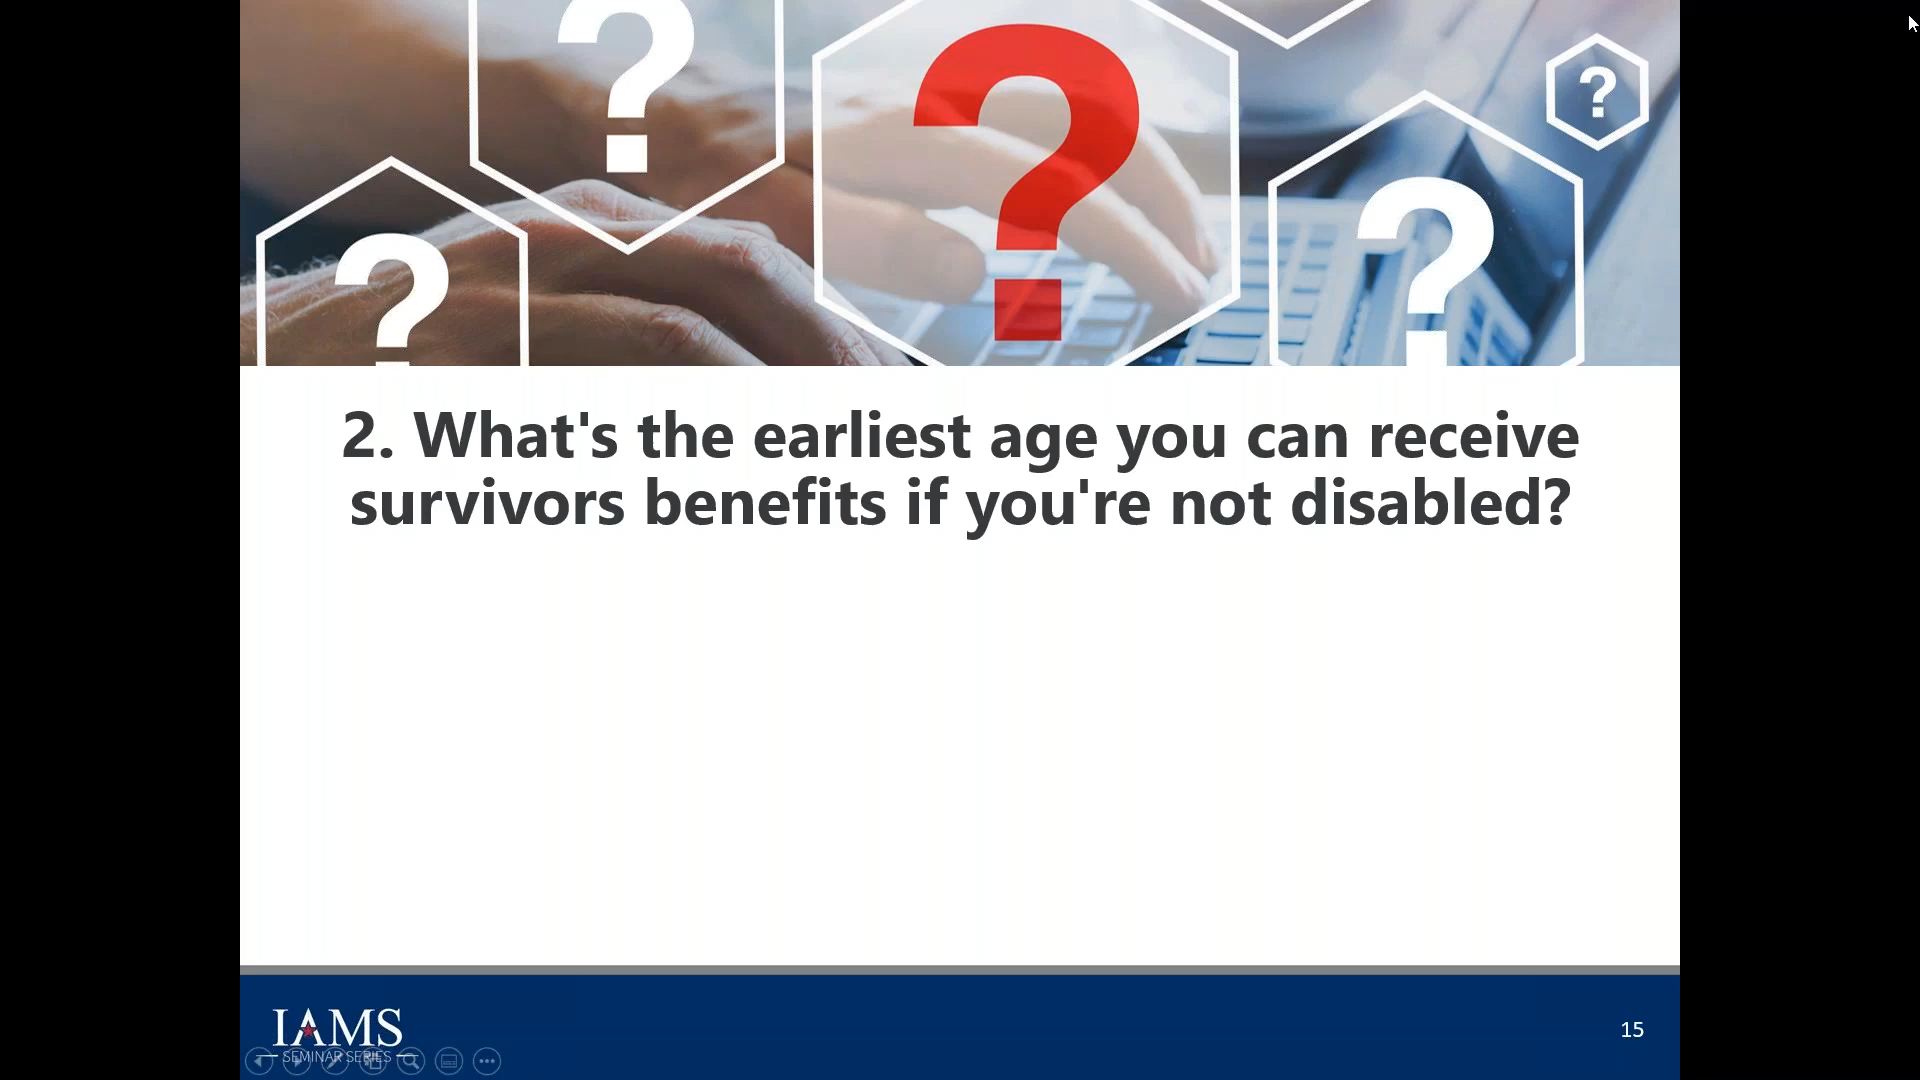 ?
?
?
?
?
2. What's the earliest age you can receive
survivors benefits if you're not disabled?
IAMS
SEMINAR SERIES
15